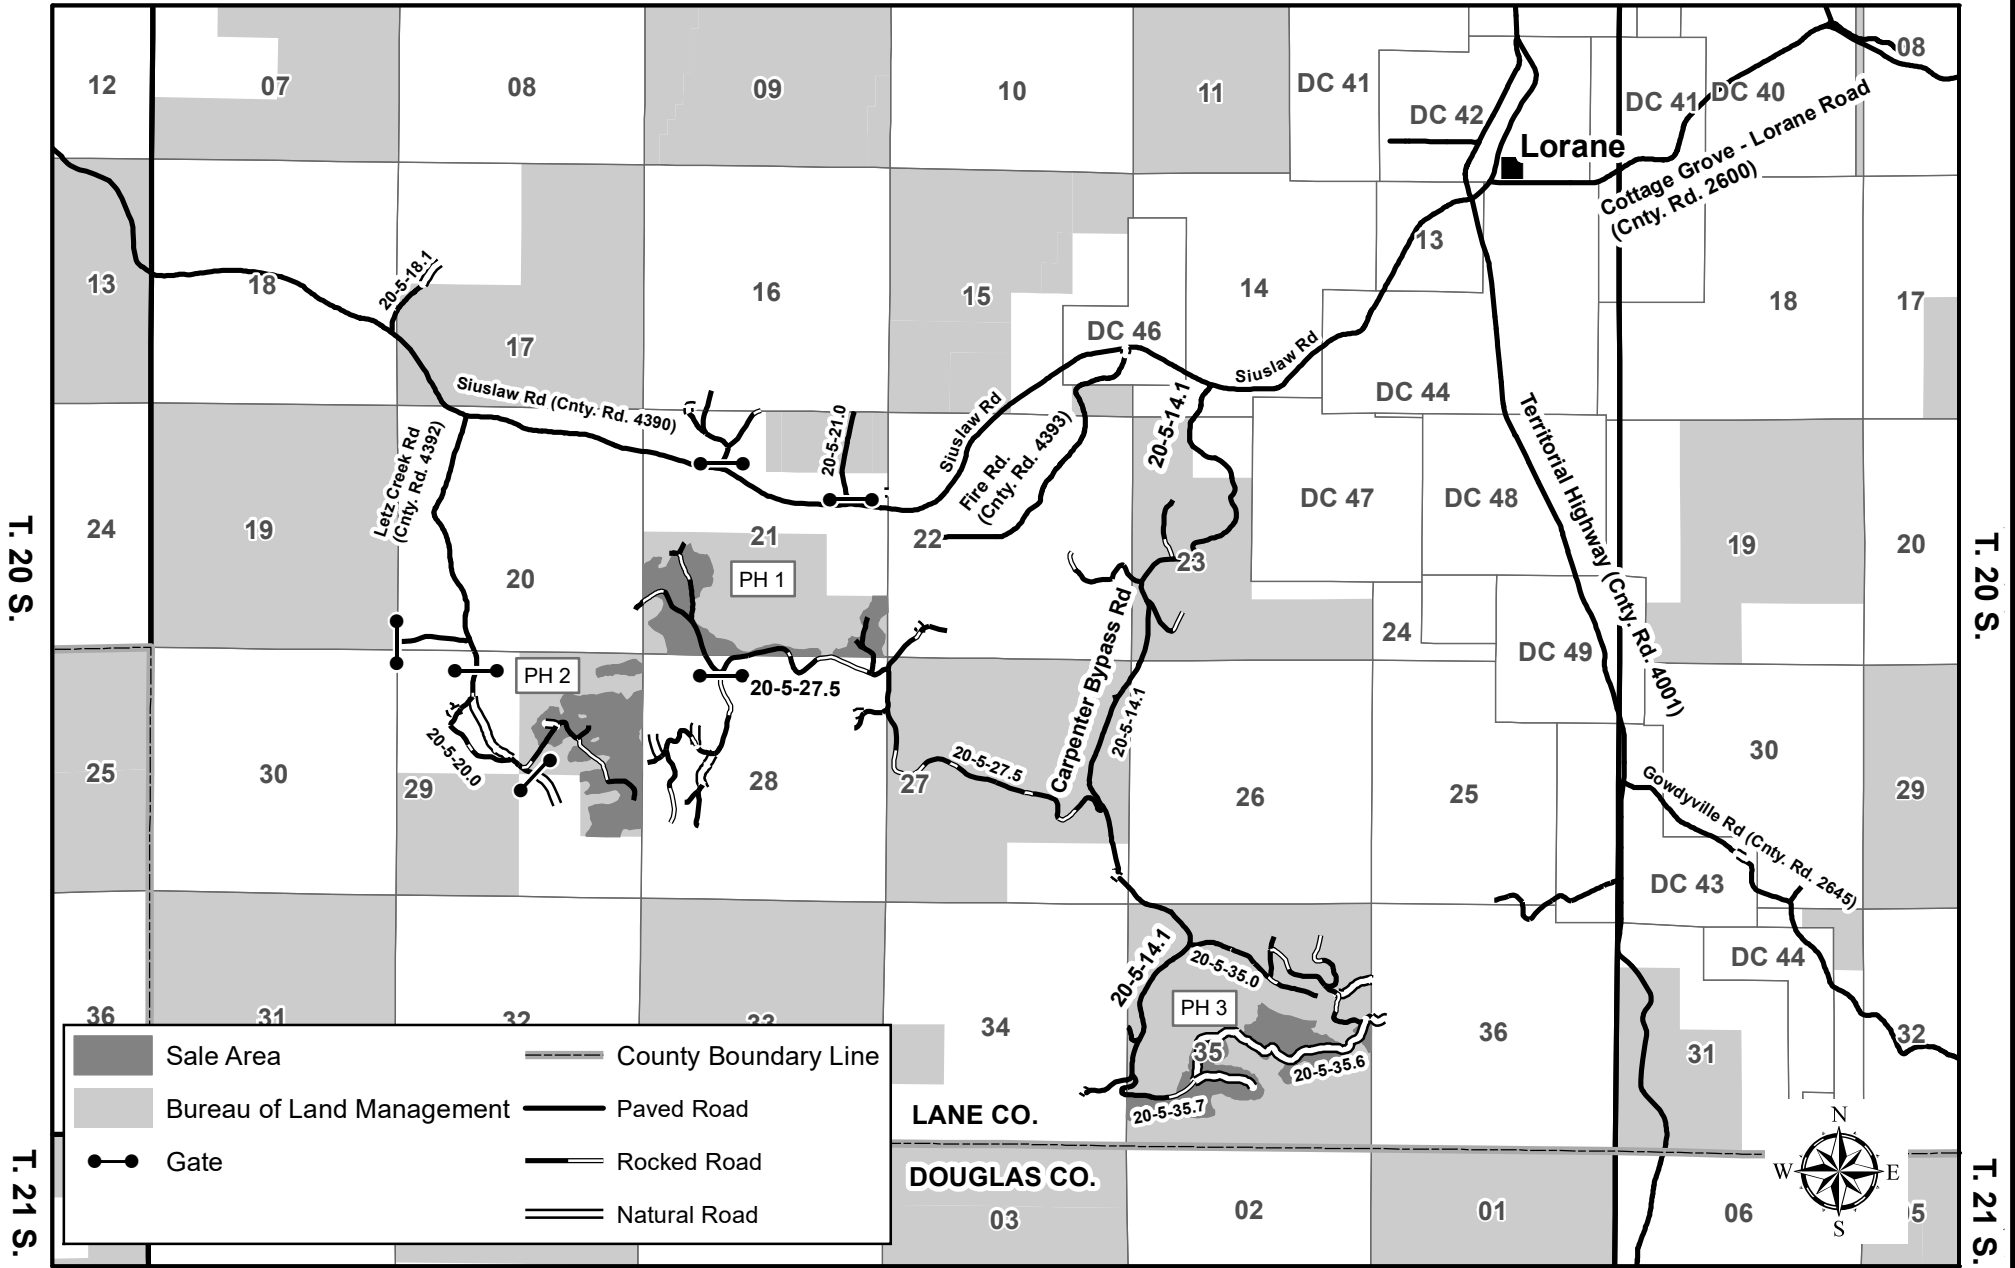 12
07
08
09
10
11
DC 41
DC 42
DC 41
DC 40
08
Lorane
Cottage Grove - Lorane Road
(Cnty. Rd. 2600)
13
18
20-5-18.1
17
16
15
14
13
18
17
DC 46
Siuslaw Rd
DC 44
Siuslaw Rd (Cnty. Rd. 4390)
Letz Creek Rd
(Cnty. Rd. 4392)
20-5-21.0
Siuslaw Rd
Fire Rd.
(Cnty. Rd. 4393)
20-5-14.1
DC 47
DC 48
Territorial Highway (Cnty. Rd. 4001)
T. 20 S.
24
19
20
21
22
23
19
20
T. 20 S.
PH 1
24
DC 49
PH 2
20-5-27.5
Carpenter Bypass Rd
20-5-14.1
20-5-20.0
25
30
29
28
27
20-5-27.5
26
25
30
29
Gowdyville Rd (Cnty. Rd. 2645)
DC 43
DC 44
36
31
32
33
34
20-5-14.1
20-5-35.0
PH 3
35
20-5-35.6
20-5-35.7
36
31
32
Sale Area
Bureau of Land Management
Gate
County Boundary Line
Paved Road
Rocked Road
Natural Road
LANE CO.
DOUGLAS CO.
T. 21 S.
03
02
01
06
N
W
E
S
T. 21 S.